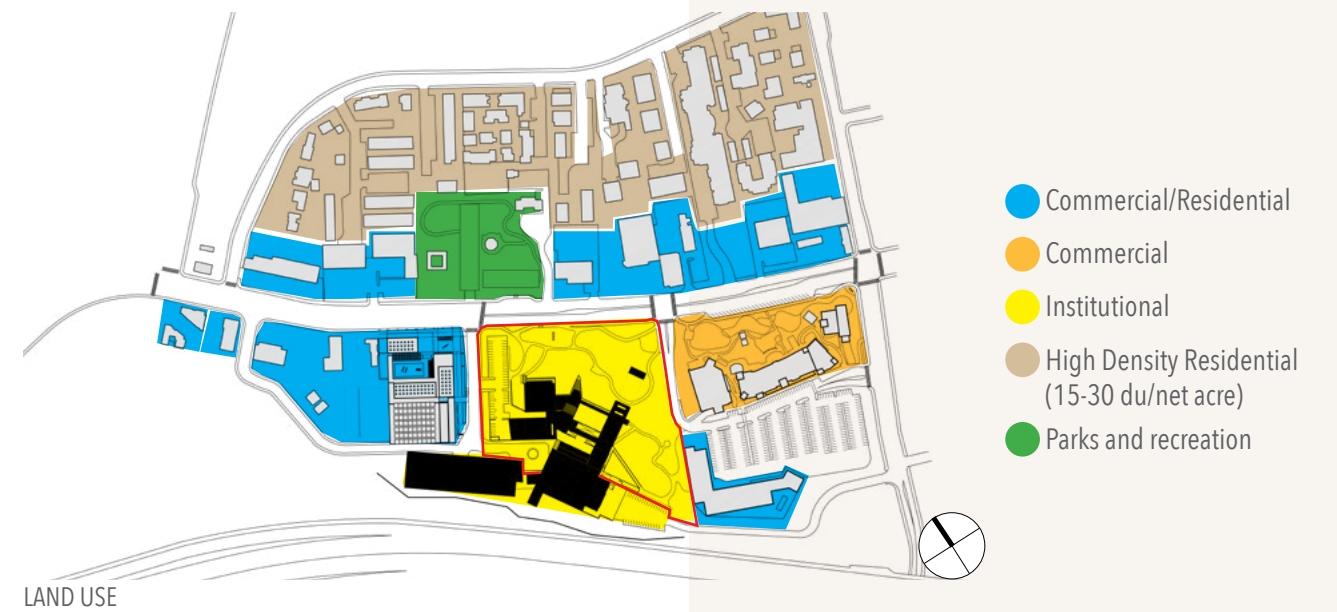 Commercial/Residential
Commercial
Institutional
High Density Residential
(15-30 du/net acre)
Parks and recreation
LAND USE